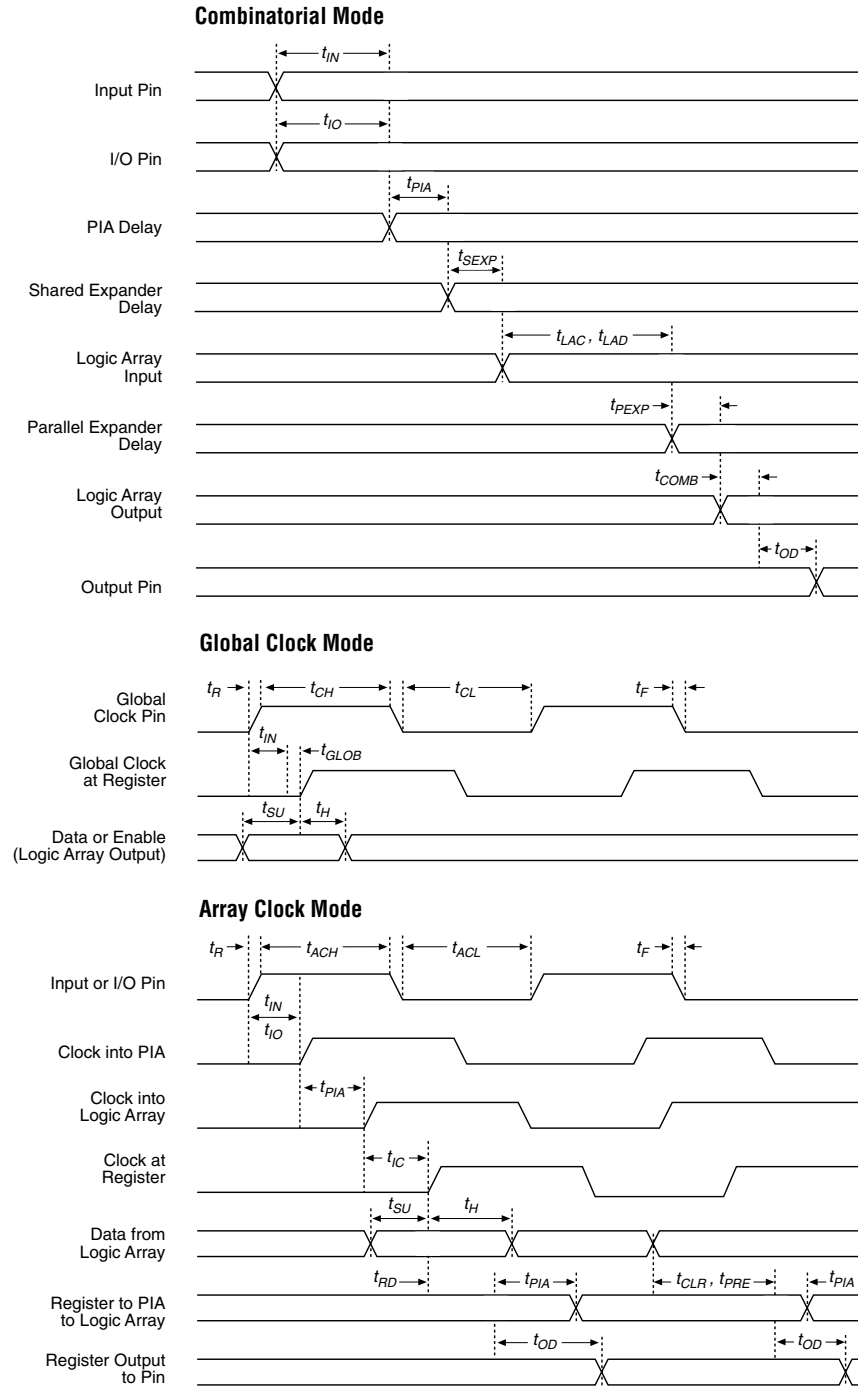 Combinatorial Mode
tIN
Input Pin
tIO
I/O Pin
tPIA
PIA Delay
tSEXP
Shared Expander
Delay
tLAC , tLAD
Logic Array
Input
tPEXP
Parallel Expander
Delay
tCOMB
Logic Array
Output
tOD
Output Pin
Global Clock Mode
tR tCH tCL tF
Global
Clock Pin
tIN tGLOB
Global Clock
at Register
tSU tH
Data or Enable
(Logic Array Output)
Array Clock Mode
tR tACH tACL tF
Input or I/O Pin
tIN
tIO
Clock into PIA
tPIA
Clock into
Logic Array
tIC
Clock at
Register
tSU tH
Data from
Logic Array
tRD tPIA tCLR , tPRE tPIA
Register to PIA
to Logic Array
tOD tOD
Register Output
to Pin